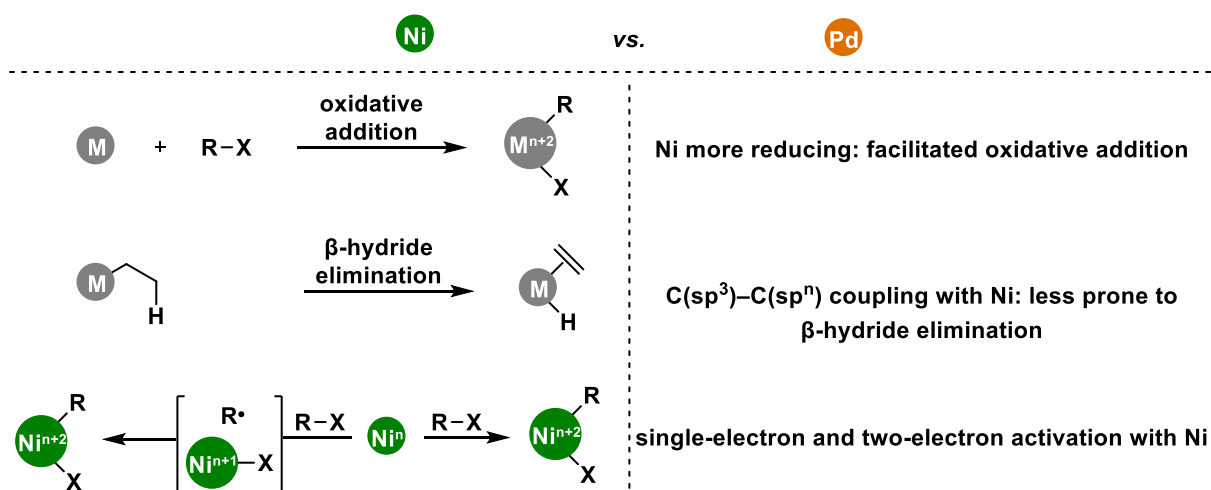 Ni vs. Pd
oxidative
addition
M + R–X
R
Mⁿ⁺²
X
Ni more reducing: facilitated oxidative addition
β-hydride
elimination
M
H
M
H
C(sp³)–C(spⁿ) coupling with Ni: less prone to
β-hydride elimination
R
Niⁿ⁺²
X
R•
Niⁿ⁺¹–X
R–X
Niⁿ
R–X
R
Niⁿ⁺²
X
single-electron and two-electron activation with Ni